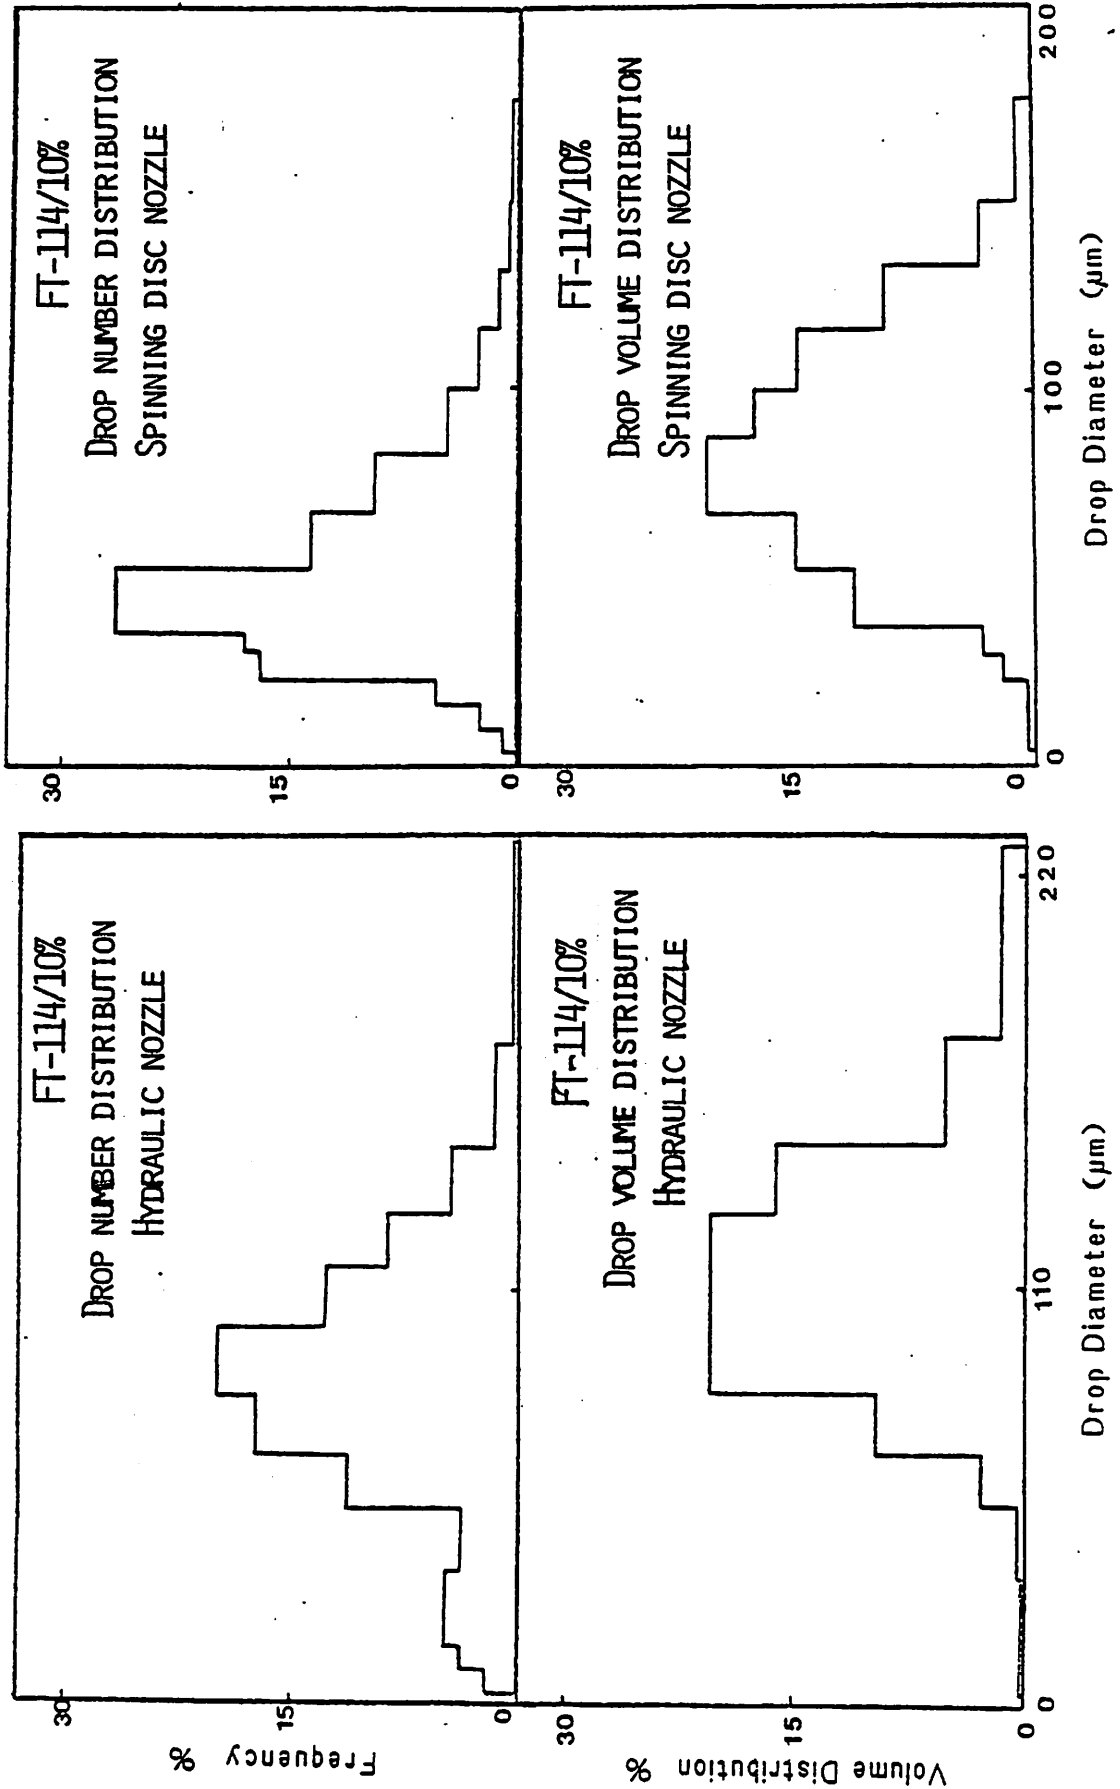 FT-114/10%
DROP NUMBER DISTRIBUTION
HYDRAULIC NOZZLE
30
15
0
Frequency %
FT-114/10%
DROP VOLUME DISTRIBUTION
HYDRAULIC NOZZLE
30
15
0
Volume Distribution %
0
110
220
Drop Diameter (µm)
FT-114/10%
DROP NUMBER DISTRIBUTION
SPINNING DISC NOZZLE
30
15
0
FT-114/10%
DROP VOLUME DISTRIBUTION
SPINNING DISC NOZZLE
30
15
0
0
100
200
Drop Diameter (µm)